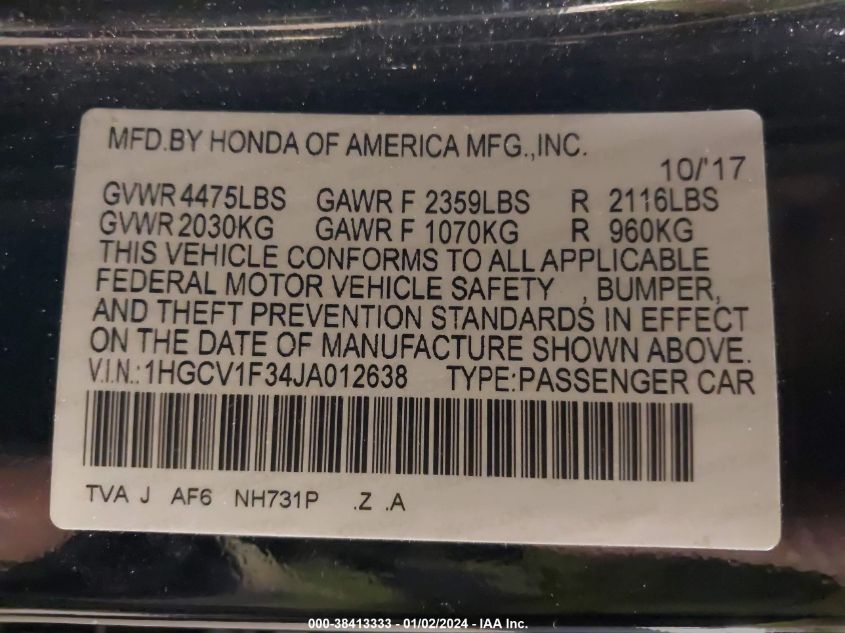 MFD.BY HONDA OF AMERICA MFG.,INC.
10/'17
GVWR 4475LBS GAWR F 2359LBS R 2116LBS
GVWR 2030KG GAWR F 1070KG R 960KG
THIS VEHICLE CONFORMS TO ALL APPLICABLE
FEDERAL MOTOR VEHICLE SAFETY , BUMPER,
AND THEFT PREVENTION STANDARDS IN EFFECT
ON THE DATE OF MANUFACTURE SHOWN ABOVE.
V.I.N.:1HGCV1F34JA012638 TYPE:PASSENGER CAR
TVA J AF6 NH731P .Z .A
000-38413333 - 01/02/2024 - IAA Inc.